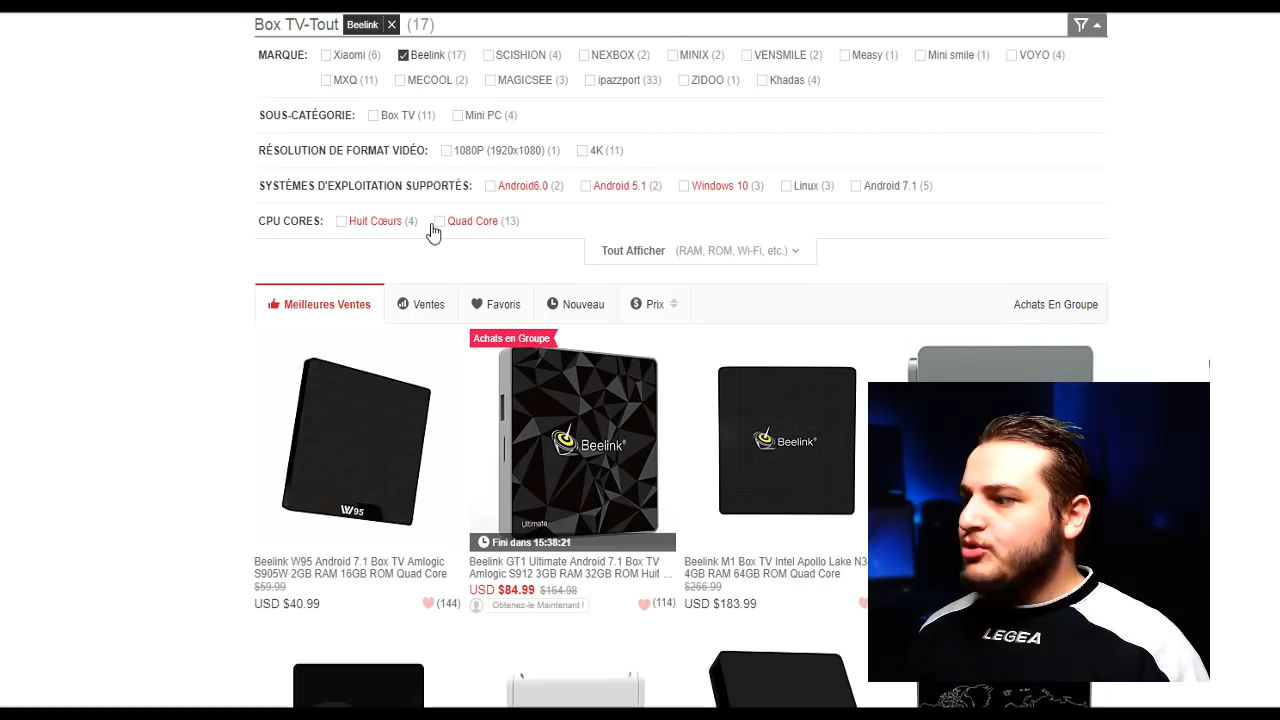 Box TV-Tout Beelink × (17)
MARQUE: Xiaomi (6) Beelink (17) SCISHION (4) NEXBOX (2) MINIX (2) VENSMILE (2) Measy (1) Mini smile (1) VOYO (4)
MXQ (11) MECOOL (2) MAGICSEE (3) ipazzport (33) ZIDOO (1) Khadas (4)
SOUS-CATÉGORIE: Box TV (11) Mini PC (4)
RÉSOLUTION DE FORMAT VIDÉO: 1080P (1920x1080) (1) 4K (11)
SYSTÈMES D'EXPLOITATION SUPPORTÉS: Android6.0 (2) Android 5.1 (2) Windows 10 (3) Linux (3) Android 7.1 (5)
CPU CORES: Huit Cœurs (4) Quad Core (13)
Tout Afficher (RAM, ROM, Wi-Fi, etc.)
Meilleures Ventes Ventes Favoris Nouveau Prix Achats En Groupe
Achats en Groupe
Beelink
Beelink
W95
Ultimate
Fini dans 15:38:21
Beelink W95 Android 7.1 Box TV Amlogic
S905W 2GB RAM 16GB ROM Quad Core
$59.99
USD $40.99 (144)
Beelink GT1 Ultimate Android 7.1 Box TV
Amlogic S912 3GB RAM 32GB ROM Huit ...
USD $84.99 $164.98
Obtenez-le Maintenant ! (114)
Beelink M1 Box TV Intel Apollo Lake N3
4GB RAM 64GB ROM Quad Core
$266.99
USD $183.99
LEGEA